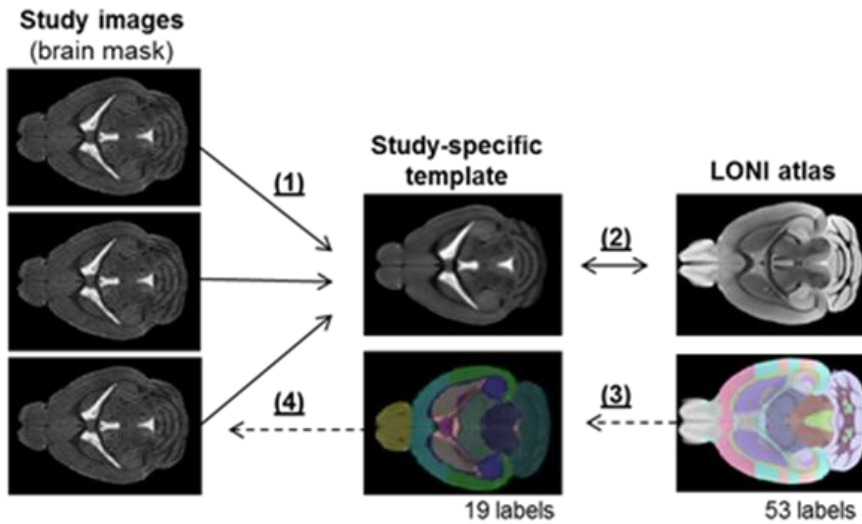 Study images
(brain mask)
Study-specific
template
LONI atlas
(1)
(2)
(3)
(4)
19 labels
53 labels